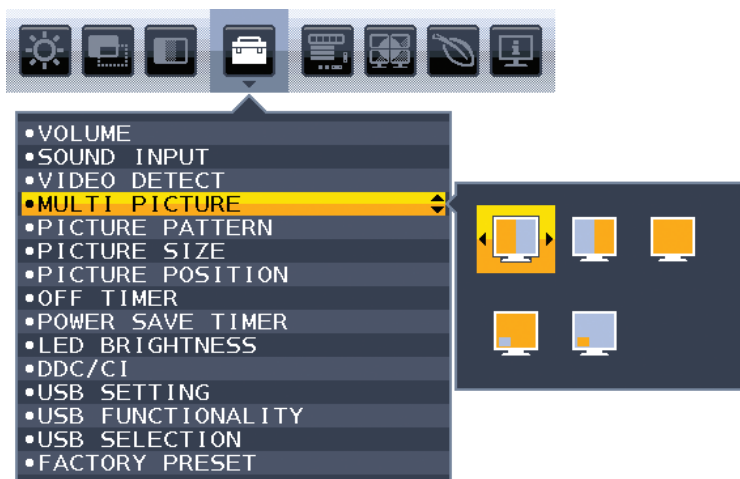 •VOLUME
•SOUND INPUT
•VIDEO DETECT
•MULTI PICTURE
•PICTURE PATTERN
•PICTURE SIZE
•PICTURE POSITION
•OFF TIMER
•POWER SAVE TIMER
•LED BRIGHTNESS
•DDC/CI
•USB SETTING
•USB FUNCTIONALITY
•USB SELECTION
•FACTORY PRESET